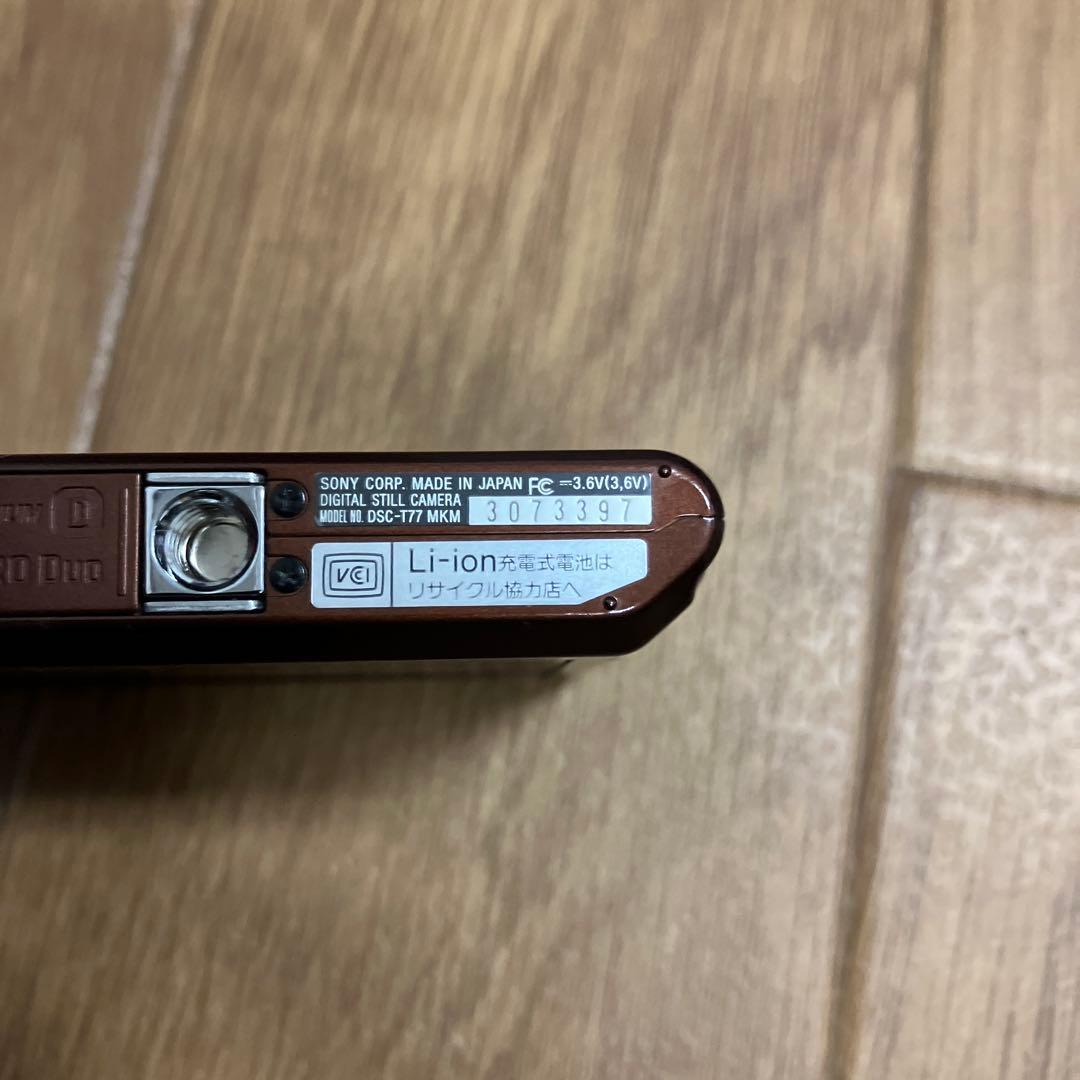 SONY CORP. MADE IN JAPAN FC ⎓3.6V(3,6V)
DIGITAL STILL CAMERA
MODEL NO. DSC-T77 MKM 3073397
VCCI
Li-ion充電式電池は
リサイクル協力店へ
D
Duo